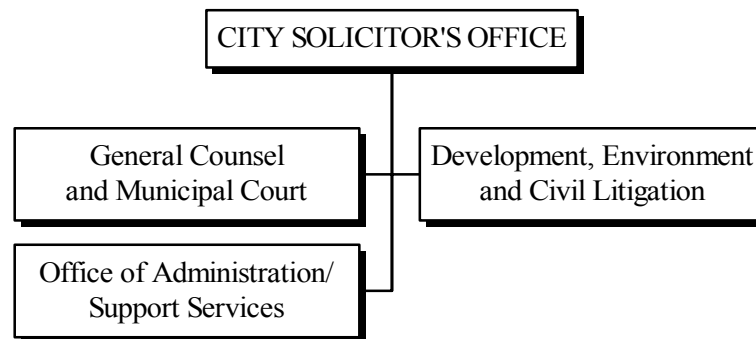 CITY SOLICITOR'S OFFICE
General Counsel
and Municipal Court
Development, Environment
and Civil Litigation
Office of Administration/
Support Services